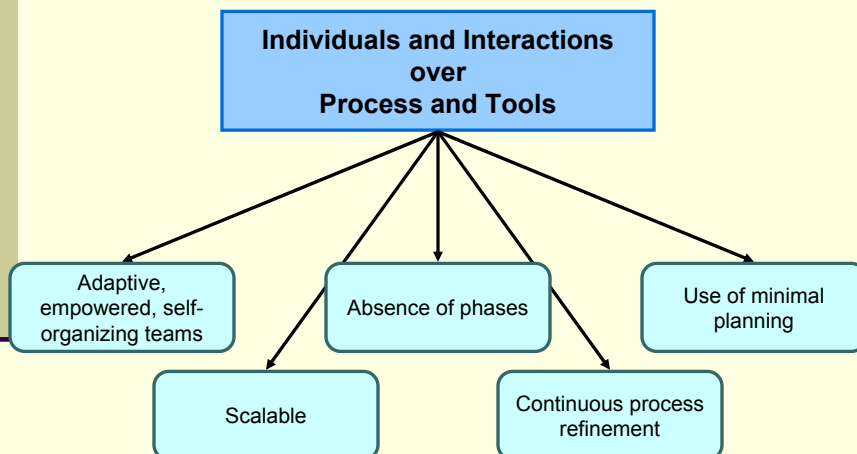 Individuals and Interactions
over
Process and Tools
Adaptive,
empowered, self-
organizing teams
Absence of phases
Use of minimal
planning
Scalable
Continuous process
refinement